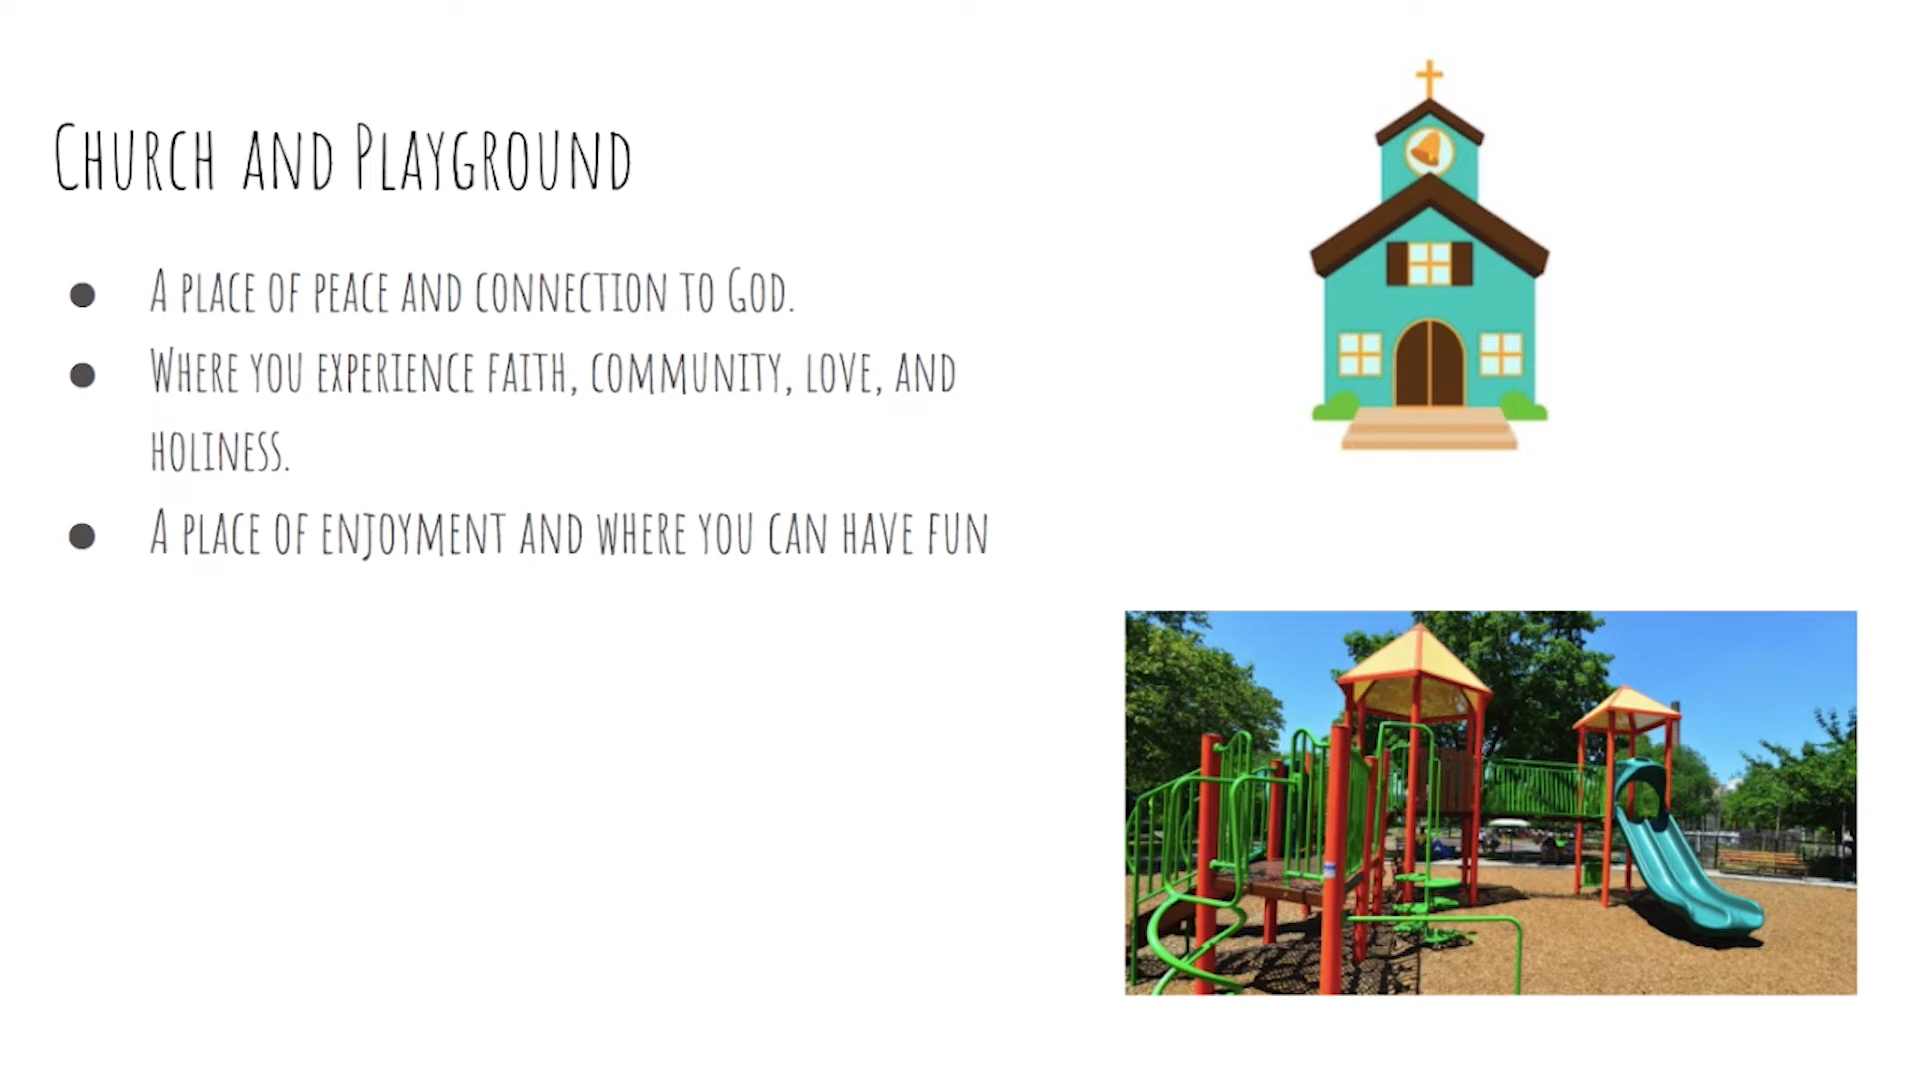 Church and Playground
● A place of peace and connection to God.
● Where you experience faith, community, love, and
holiness.
● A place of enjoyment and where you can have fun